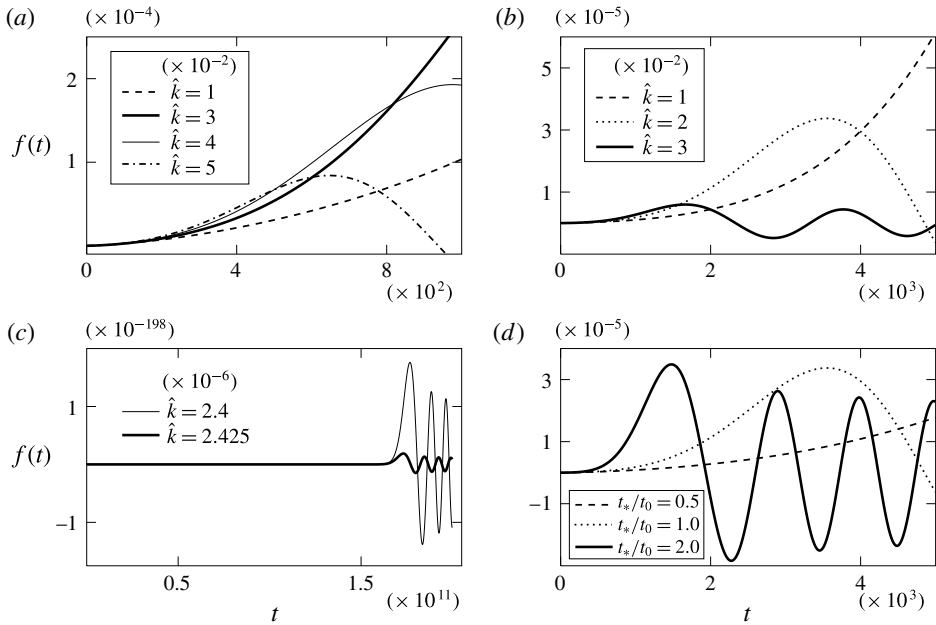 (a) (× 10⁻⁴)
2
1
f(t)
(× 10⁻²)
k̂ = 1
k̂ = 3
k̂ = 4
k̂ = 5
0 4 8
(× 10²)
(b) (× 10⁻⁵)
5
3
1
−1
(× 10⁻²)
k̂ = 1
k̂ = 2
k̂ = 3
0 2 4
(× 10³)
(c) (× 10⁻¹⁹⁸)
1
f(t)
−1
(× 10⁻⁶)
k̂ = 2.4
k̂ = 2.425
0.5 1.5
t (× 10¹¹)
(d) (× 10⁻⁵)
3
1
−1
t*/t₀ = 0.5
t*/t₀ = 1.0
t*/t₀ = 2.0
0 2 4
t (× 10³)